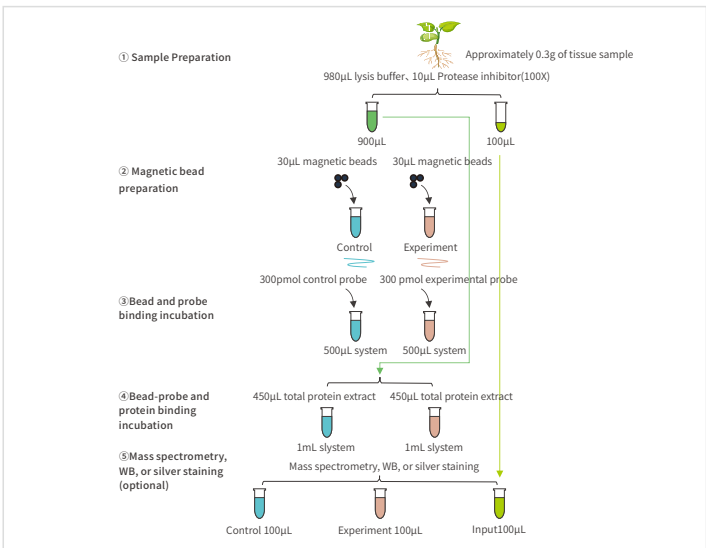 ① Sample Preparation
Approximately 0.3g of tissue sample
980μL lysis buffer、10μL Protease inhibitor(100X)
900μL
100μL
② Magnetic bead
preparation
30μL magnetic beads
30μL magnetic beads
Control
Experiment
300pmol control probe
300 pmol experimental probe
③Bead and probe
binding incubation
500μL system
500μL system
④Bead-probe and
protein binding
incubation
450μL total protein extract
450μL total protein extract
1mL slystem
1mL slystem
⑤Mass spectrometry,
WB, or silver staining
(optional)
Mass spectrometry, WB, or silver staining
Control 100μL
Experiment 100μL
Input100μL